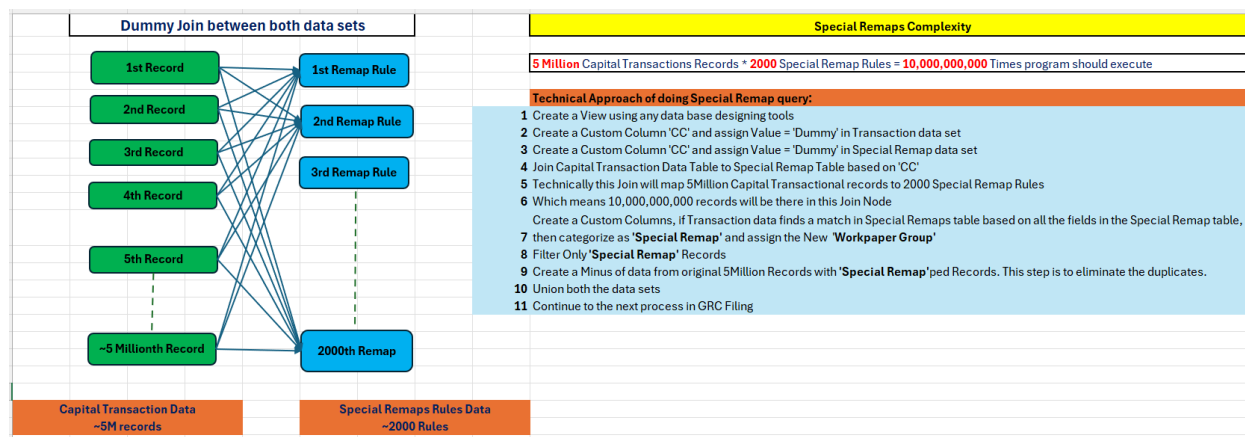 Dummy Join between both data sets
1st Record
2nd Record
3rd Record
4th Record
5th Record
~5 Millionth Record
1st Remap Rule
2nd Remap Rule
3rd Remap Rule
2000th Remap
Capital Transaction Data
~5M records
Special Remaps Rules Data
~2000 Rules
Special Remaps Complexity
5 Million Capital Transactions Records * 2000 Special Remap Rules = 10,000,000,000 Times program should execute
Technical Approach of doing Special Remap query:
1 Create a View using any data base designing tools
2 Create a Custom Column 'CC' and assign Value = 'Dummy' in Transaction data set
3 Create a Custom Column 'CC' and assign Value = 'Dummy' in Special Remap data set
4 Join Capital Transaction Data Table to Special Remap Table based on 'CC'
5 Technically this Join will map 5Million Capital Transactional records to 2000 Special Remap Rules
6 Which means 10,000,000,000 records will be there in this Join Node
Create a Custom Columns, if Transaction data finds a match in Special Remaps table based on all the fields in the Special Remap table,
7 then categorize as 'Special Remap' and assign the New 'Workpaper Group'
8 Filter Only 'Special Remap' Records
9 Create a Minus of data from original 5Million Records with 'Special Remap'ped Records. This step is to eliminate the duplicates.
10 Union both the data sets
11 Continue to the next process in GRC Filing